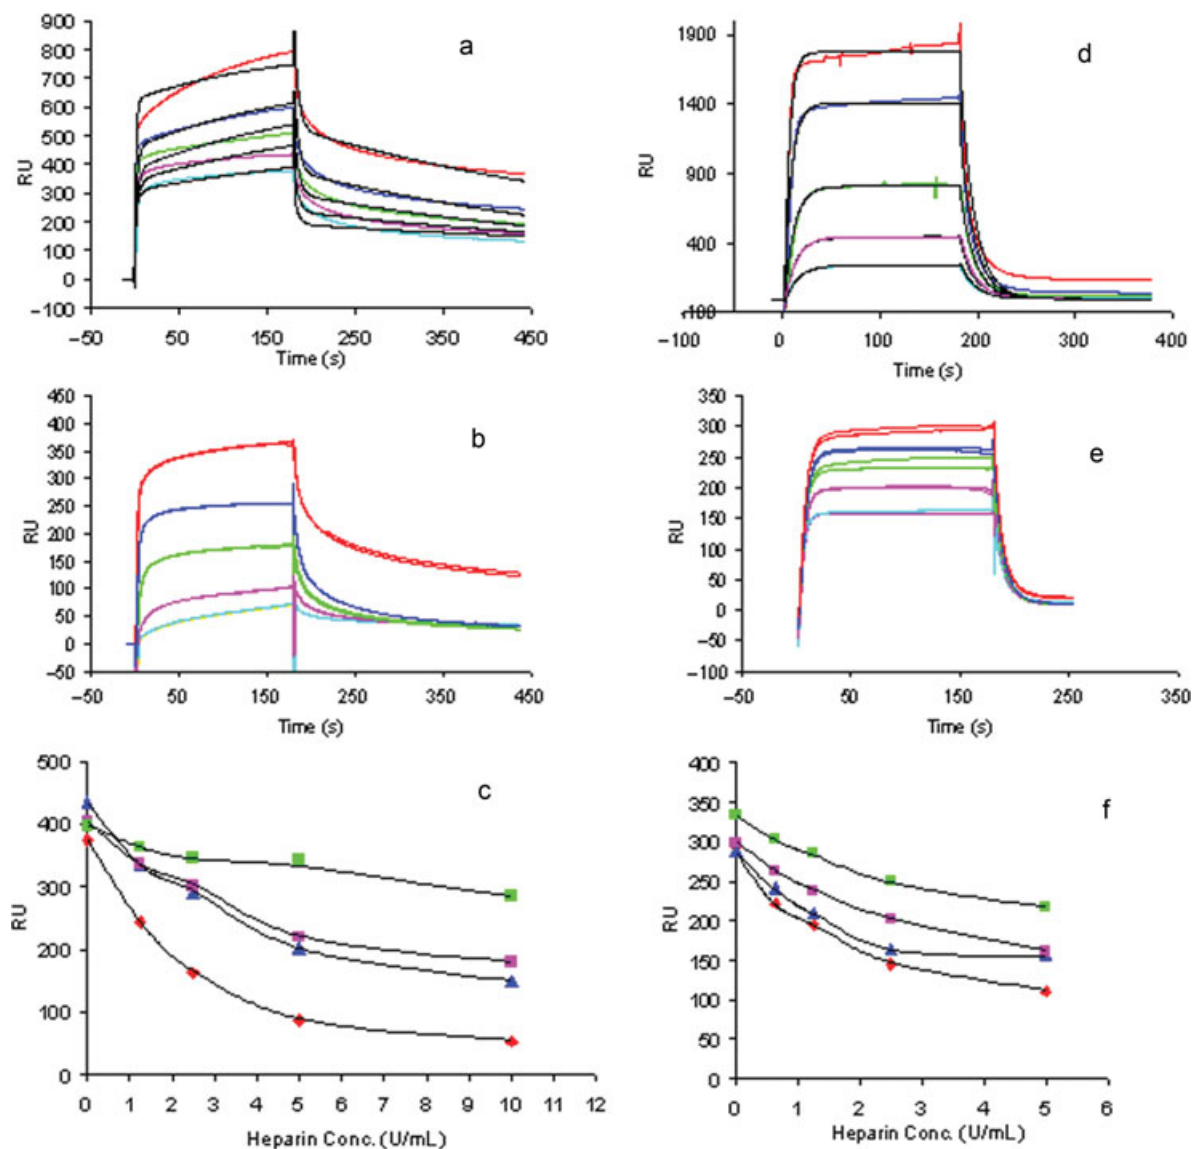 a
RU
900
800
700
600
500
400
300
200
100
0
−100
−50 50 150 250 350 450
Time (s)
d
RU
1900
1400
900
400
−100
−100 0 100 200 300 400
Time (s)
b
RU
450
400
350
300
250
200
150
100
50
0
−50
−50 50 150 250 350 450
Time (s)
e
RU
350
300
250
200
150
100
50
0
−50
−100
−50 50 150 250 350
Time (s)
c
RU
500
400
300
200
100
0
0 1 2 3 4 5 6 7 8 9 10 11 12
Heparin Conc. (U/mL)
f
RU
400
350
300
250
200
150
100
50
0
0 1 2 3 4 5 6
Heparin Conc. (U/mL)